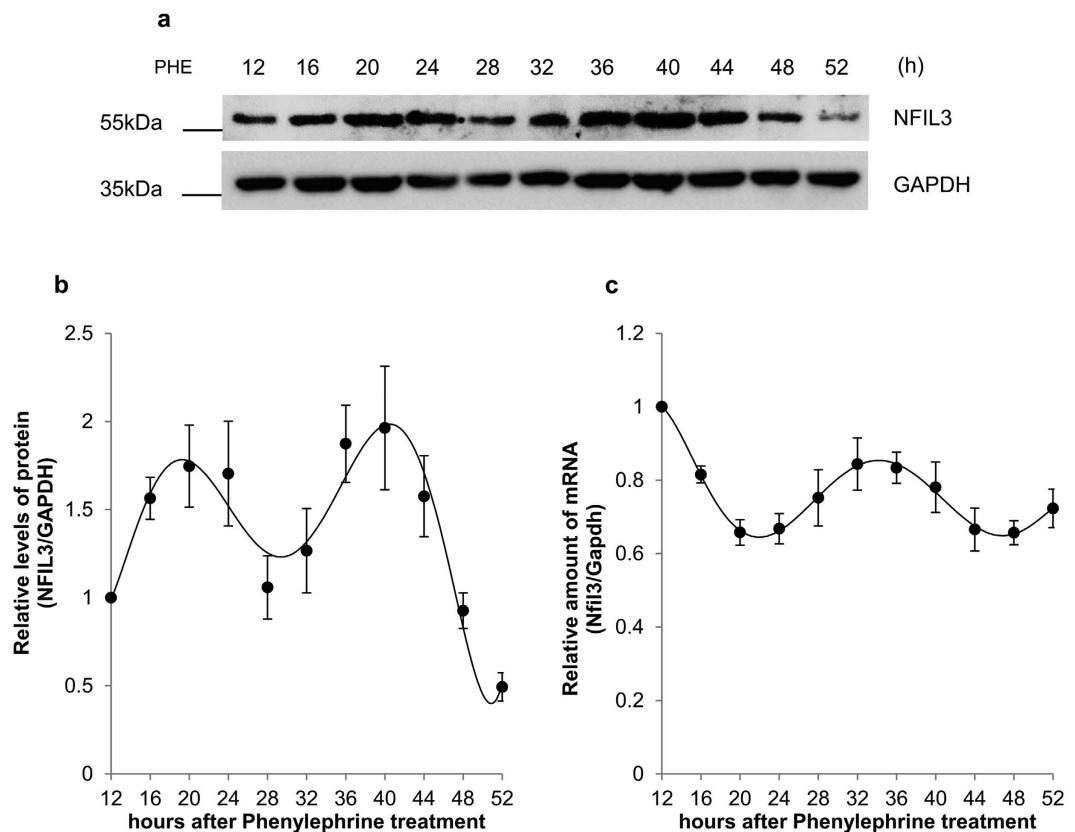 a
PHE 12 16 20 24 28 32 36 40 44 48 52 (h)
55kDa NFIL3
35kDa GAPDH
b
Relative levels of protein
(NFIL3/GAPDH)
2.5
2
1.5
1
0.5
0
12 16 20 24 28 32 36 40 44 48 52
hours after Phenylephrine treatment
c
Relative amount of mRNA
(Nfil3/Gapdh)
1.2
1
0.8
0.6
0.4
0.2
0
12 16 20 24 28 32 36 40 44 48 52
hours after Phenylephrine treatment